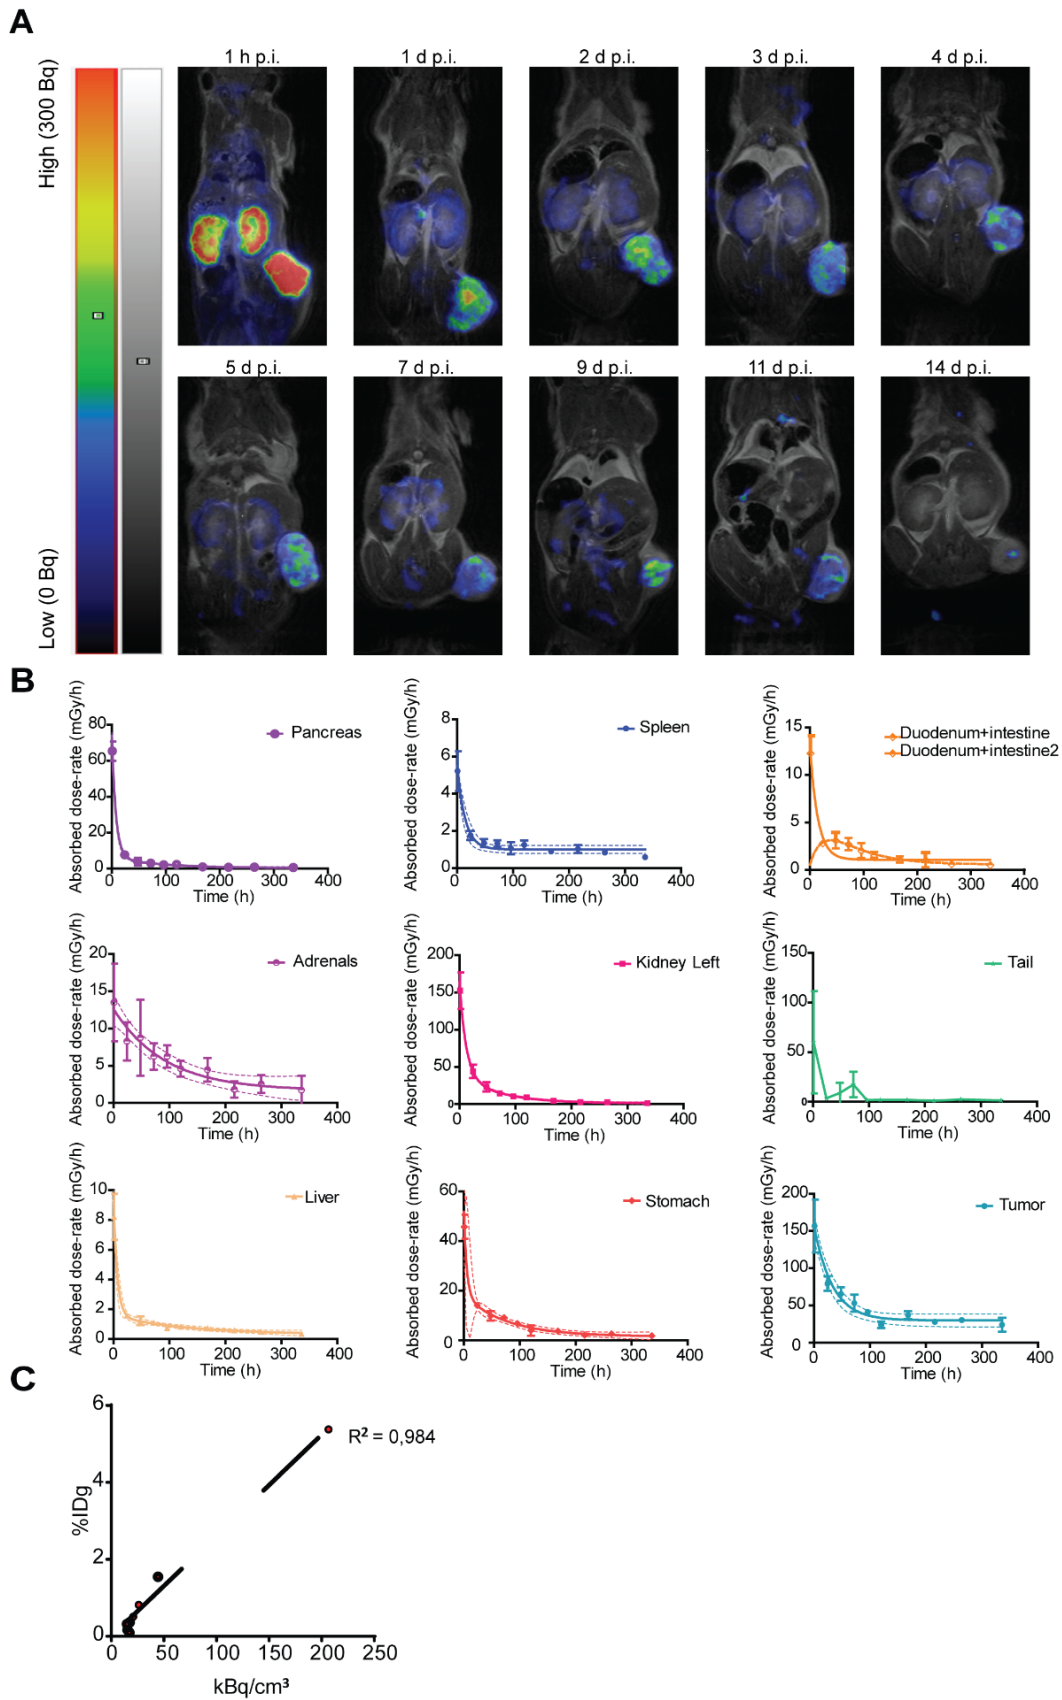 A
1 h p.i.
1 d p.i.
2 d p.i.
3 d p.i.
4 d p.i.
High (300 Bq)
Low (0 Bq)
5 d p.i.
7 d p.i.
9 d p.i.
11 d p.i.
14 d p.i.
B
Absorbed dose-rate (mGy/h)
80
60
40
20
0
0 100 200 300 400
Time (h)
Pancreas
Absorbed dose-rate (mGy/h)
8
6
4
2
0
0 100 200 300 400
Time (h)
Spleen
Absorbed dose-rate (mGy/h)
15
10
5
0
0 100 200 300 400
Time (h)
Duodenum+intestine
Duodenum+intestine2
Absorbed dose-rate (mGy/h)
20
15
10
5
0
0 100 200 300 400
Time (h)
Adrenals
Absorbed dose-rate (mGy/h)
200
150
100
50
0
0 100 200 300 400
Time (h)
Kidney Left
Absorbed dose-rate (mGy/h)
150
100
50
0
0 100 200 300 400
Time (h)
Tail
Absorbed dose-rate (mGy/h)
10
8
6
4
2
0
0 100 200 300 400
Time (h)
Liver
Absorbed dose-rate (mGy/h)
60
40
20
0
0 100 200 300 400
Time (h)
Stomach
Absorbed dose-rate (mGy/h)
200
150
100
50
0
0 100 200 300 400
Time (h)
Tumor
C
%IDg
6
4
2
0
0 50 100 150 200 250
kBq/cm³
R² = 0,984